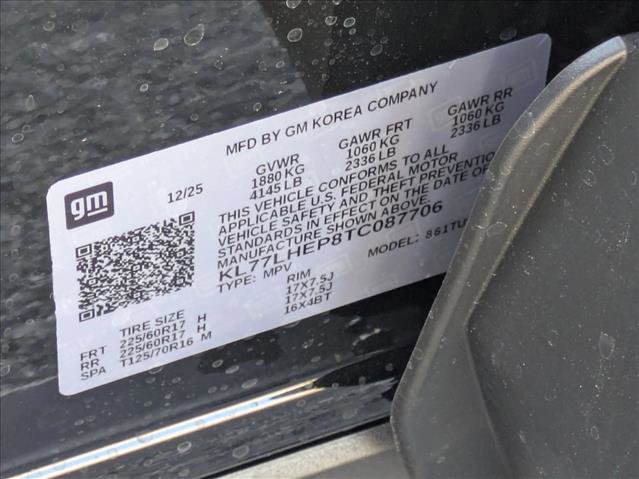 gm
MFD BY GM KOREA COMPANY
12/25
GVWR GAWR FRT GAWR RR
1880 KG 1060 KG 1060 KG
4145 LB 2336 LB 2336 LB
THIS VEHICLE CONFORMS TO ALL
APPLICABLE U.S. FEDERAL MOTOR
VEHICLE SAFETY AND THEFT PREVENTION
STANDARDS IN EFFECT ON THE DATE OF
MANUFACTURE SHOWN ABOVE.
KL77LHEP8TC087706
TYPE: MPV MODEL: 861TU
TIRE SIZE RIM
FRT 225/60R17 H 17X7.5J
RR 225/60R17 H 17X7.5J
SPA T125/70R16 M 16X4BT